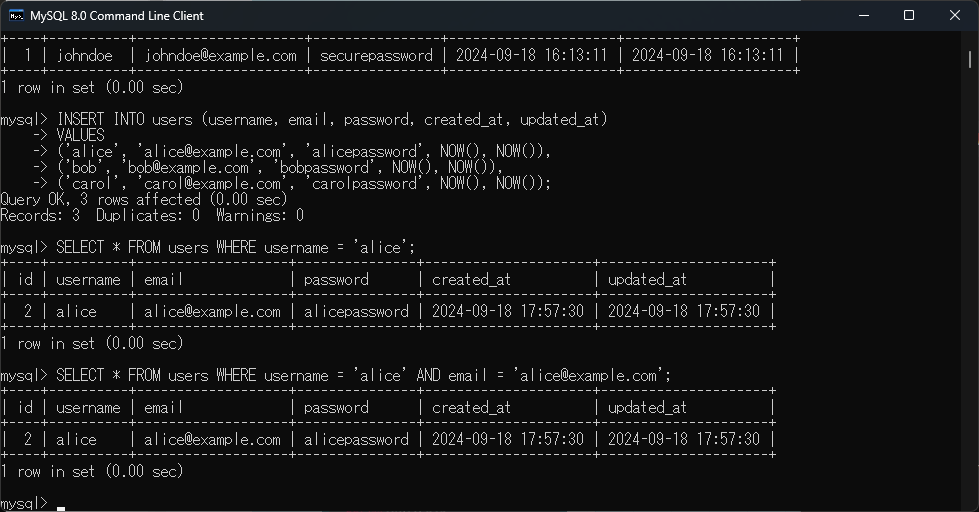 MySQL 8.0 Command Line Client
+----+----------+---------------------+----------------+---------------------+---------------------+
|  1 | johndoe  | johndoe@example.com | securepassword | 2024-09-18 16:13:11 | 2024-09-18 16:13:11 |
+----+----------+---------------------+----------------+---------------------+---------------------+
1 row in set (0.00 sec)
mysql> INSERT INTO users (username, email, password, created_at, updated_at)
    -> VALUES
    -> ('alice', 'alice@example.com', 'alicepassword', NOW(), NOW()),
    -> ('bob', 'bob@example.com', 'bobpassword', NOW(), NOW()),
    -> ('carol', 'carol@example.com', 'carolpassword', NOW(), NOW());
Query OK, 3 rows affected (0.00 sec)
Records: 3  Duplicates: 0  Warnings: 0
mysql> SELECT * FROM users WHERE username = 'alice';
+----+----------+-------------------+---------------+---------------------+---------------------+
| id | username | email             | password      | created_at          | updated_at          |
+----+----------+-------------------+---------------+---------------------+---------------------+
|  2 | alice    | alice@example.com | alicepassword | 2024-09-18 17:57:30 | 2024-09-18 17:57:30 |
+----+----------+-------------------+---------------+---------------------+---------------------+
1 row in set (0.00 sec)
mysql> SELECT * FROM users WHERE username = 'alice' AND email = 'alice@example.com';
+----+----------+-------------------+---------------+---------------------+---------------------+
| id | username | email             | password      | created_at          | updated_at          |
+----+----------+-------------------+---------------+---------------------+---------------------+
|  2 | alice    | alice@example.com | alicepassword | 2024-09-18 17:57:30 | 2024-09-18 17:57:30 |
+----+----------+-------------------+---------------+---------------------+---------------------+
1 row in set (0.00 sec)
mysql> _